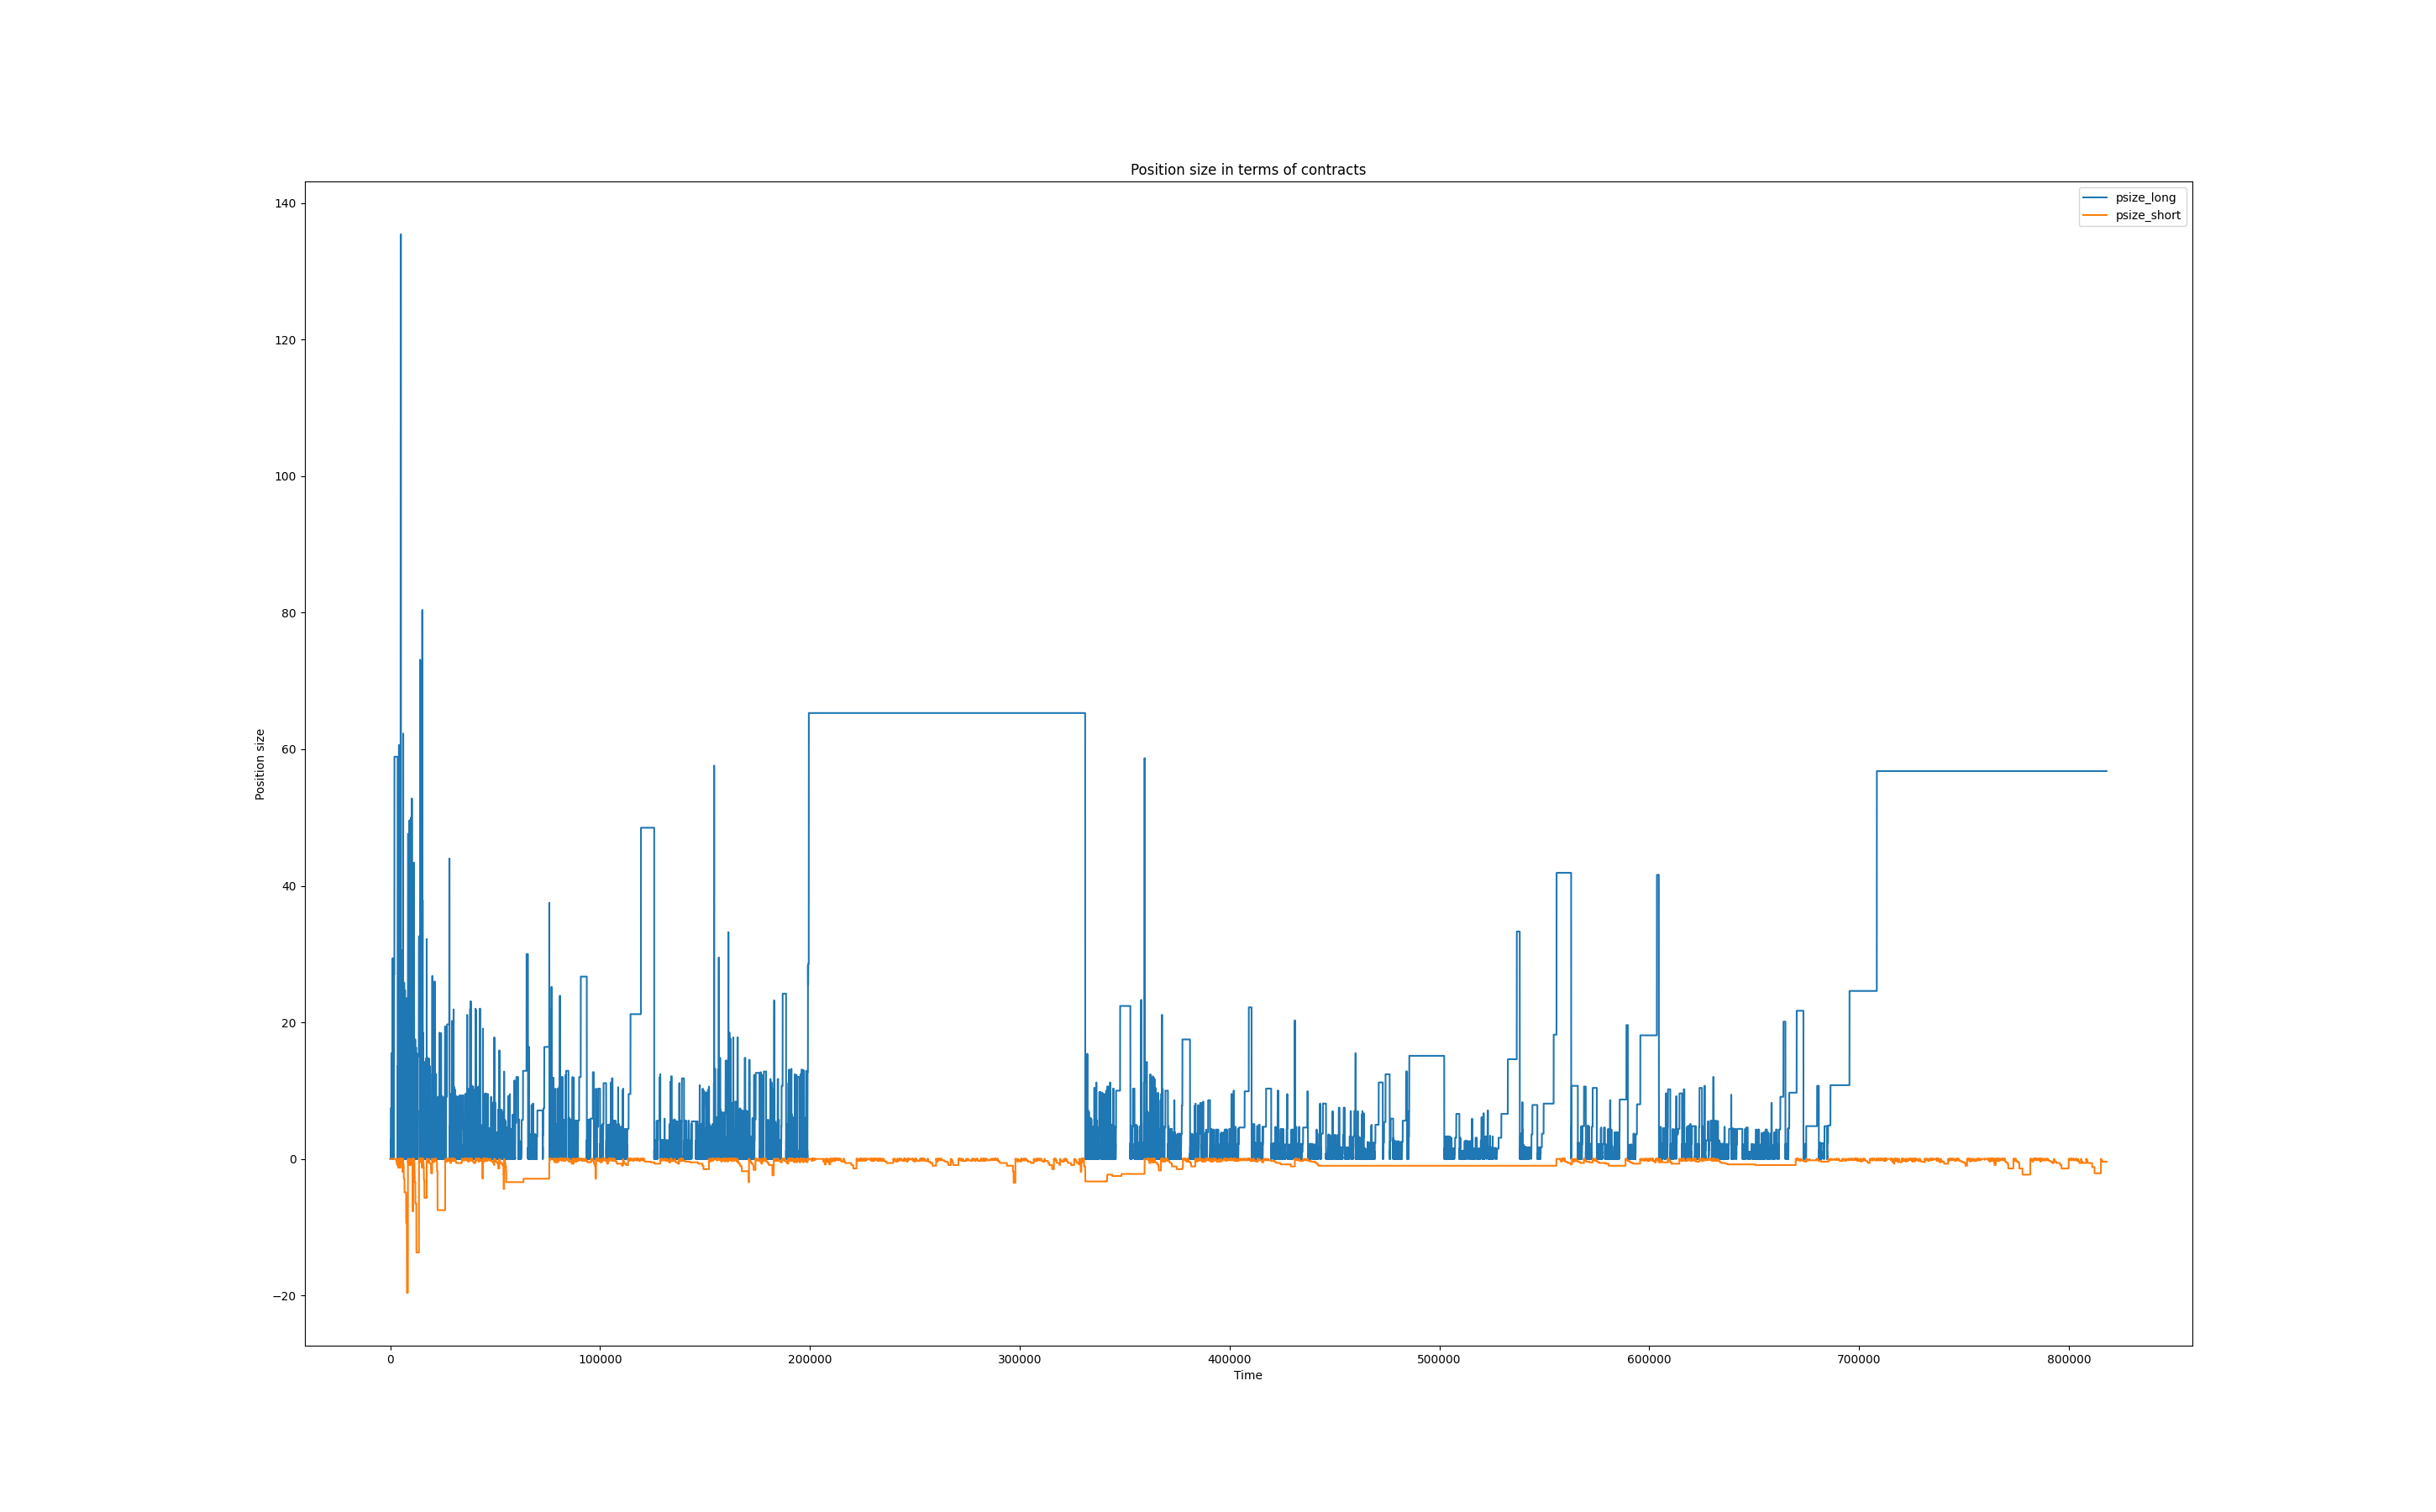 Position size in terms of contracts
psize_long
psize_short
140
120
100
80
60
40
20
0
−20
Position size
0 100000 200000 300000 400000 500000 600000 700000 800000
Time